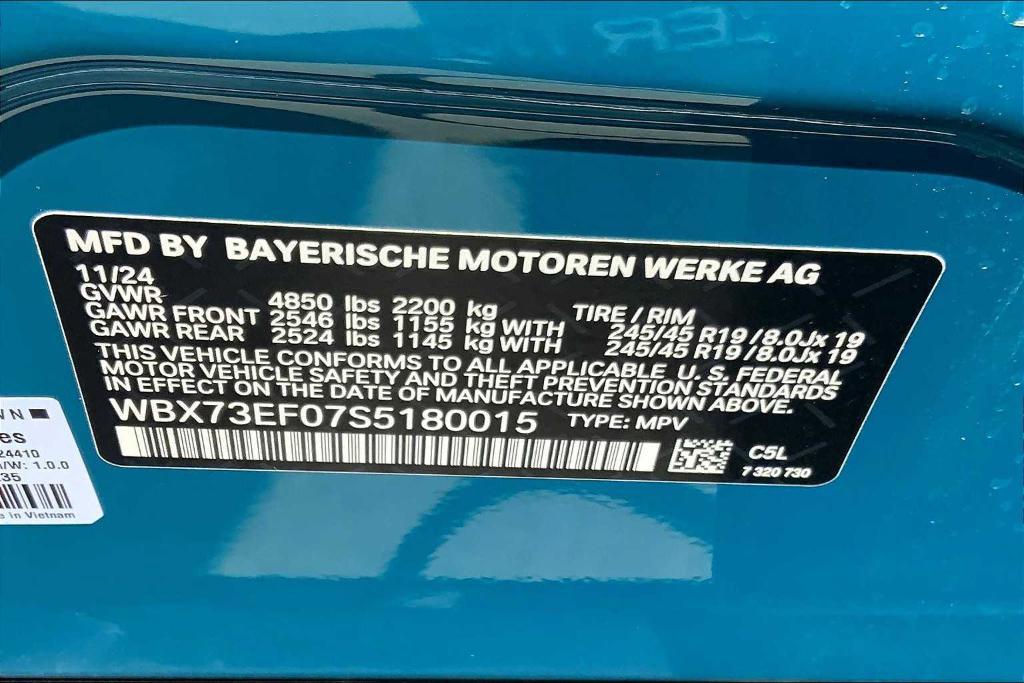 MFD BY BAYERISCHE MOTOREN WERKE AG
11/24
GVWR 4850 lbs 2200 kg TIRE / RIM
GAWR FRONT 2546 lbs 1155 kg WITH 245/45 R19 /8.0Jx 19
GAWR REAR 2524 lbs 1145 kg WITH 245/45 R19 /8.0Jx 19
THIS VEHICLE CONFORMS TO ALL APPLICABLE U. S. FEDERAL
MOTOR VEHICLE SAFETY AND THEFT PREVENTION STANDARDS
IN EFFECT ON THE DATE OF MANUFACTURE SHOWN ABOVE.
WBX73EF07S5180015 TYPE: MPV
C5L
7 320 730
WN
es
24410
/W: 1.0.0
35
e in Vietnam